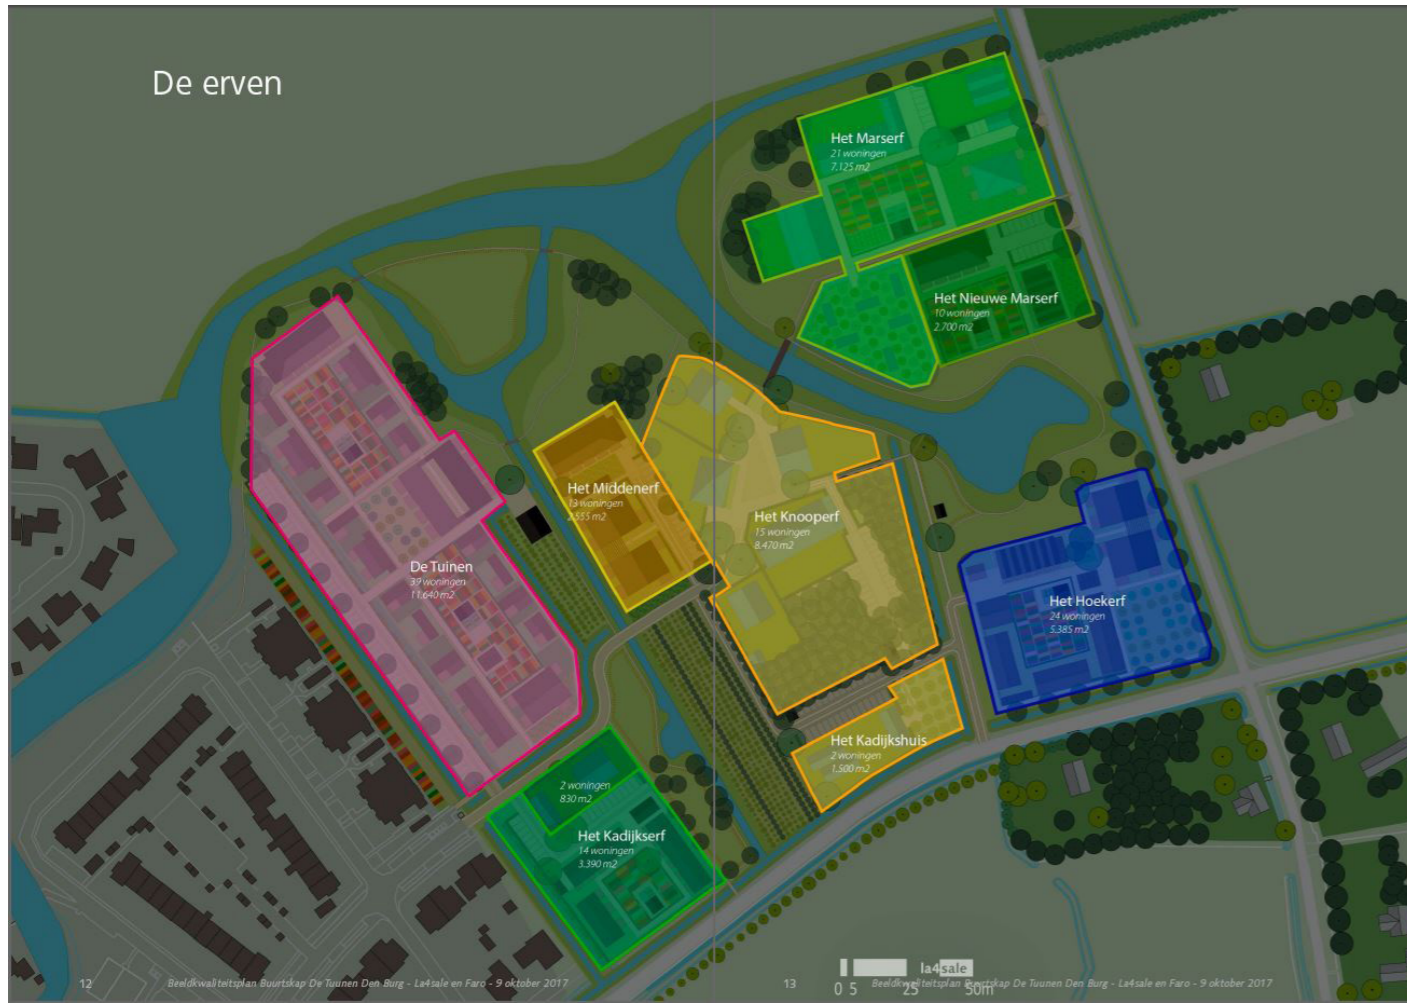 De erven
Het Marserf
21 woningen
7.125 m2
Het Nieuwe Marserf
10 woningen
2.700 m2
Het Middenerf
13 woningen
2.555 m2
Het Knooperf
15 woningen
8.470 m2
De Tuinen
39 woningen
11.640 m2
Het Hoekerf
24 woningen
5.385 m2
Het Kadijkshuis
2 woningen
1.500 m2
2 woningen
830 m2
Het Kadijkserf
14 woningen
3.390 m2
la4sale
0 5 25 50m
12 Beeldkwaliteitsplan Buurtskap De Tuunen Den Burg - La4sale en Faro - 9 oktober 2017
13 Beeldkwaliteitsplan Buurtskap De Tuunen Den Burg - La4sale en Faro - 9 oktober 2017